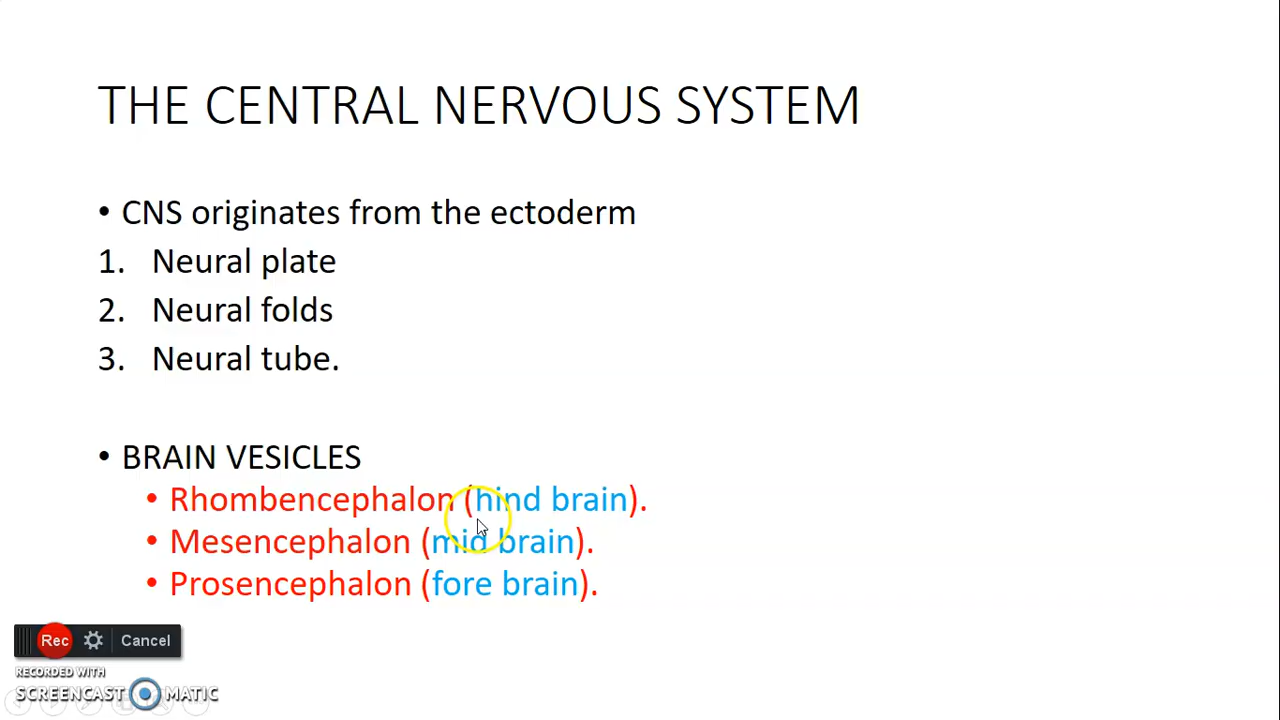 THE CENTRAL NERVOUS SYSTEM
• CNS originates from the ectoderm
1. Neural plate
2. Neural folds
3. Neural tube.
• BRAIN VESICLES
• Rhombencephalon (hind brain).
• Mesencephalon (mid brain).
• Prosencephalon (fore brain).
Rec Cancel
RECORDED WITH
SCREENCAST MATIC